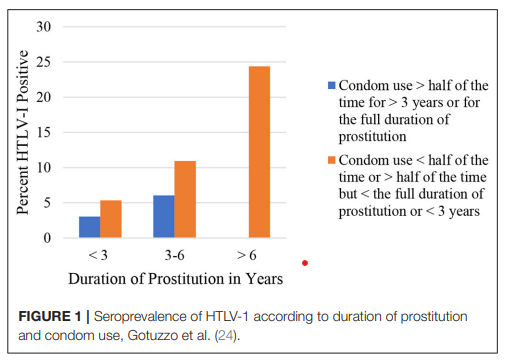 30
25
20
15
10
5
0
Percent HTLV-I Positive
< 3
3-6
> 6
Duration of Prostitution in Years
Condom use > half of the
time for > 3 years or for
the full duration of
prostitution
Condom use < half of the
time or > half of the time
but < the full duration of
prostitution or < 3 years
FIGURE 1 | Seroprevalence of HTLV-1 according to duration of prostitution
and condom use, Gotuzzo et al. (24).